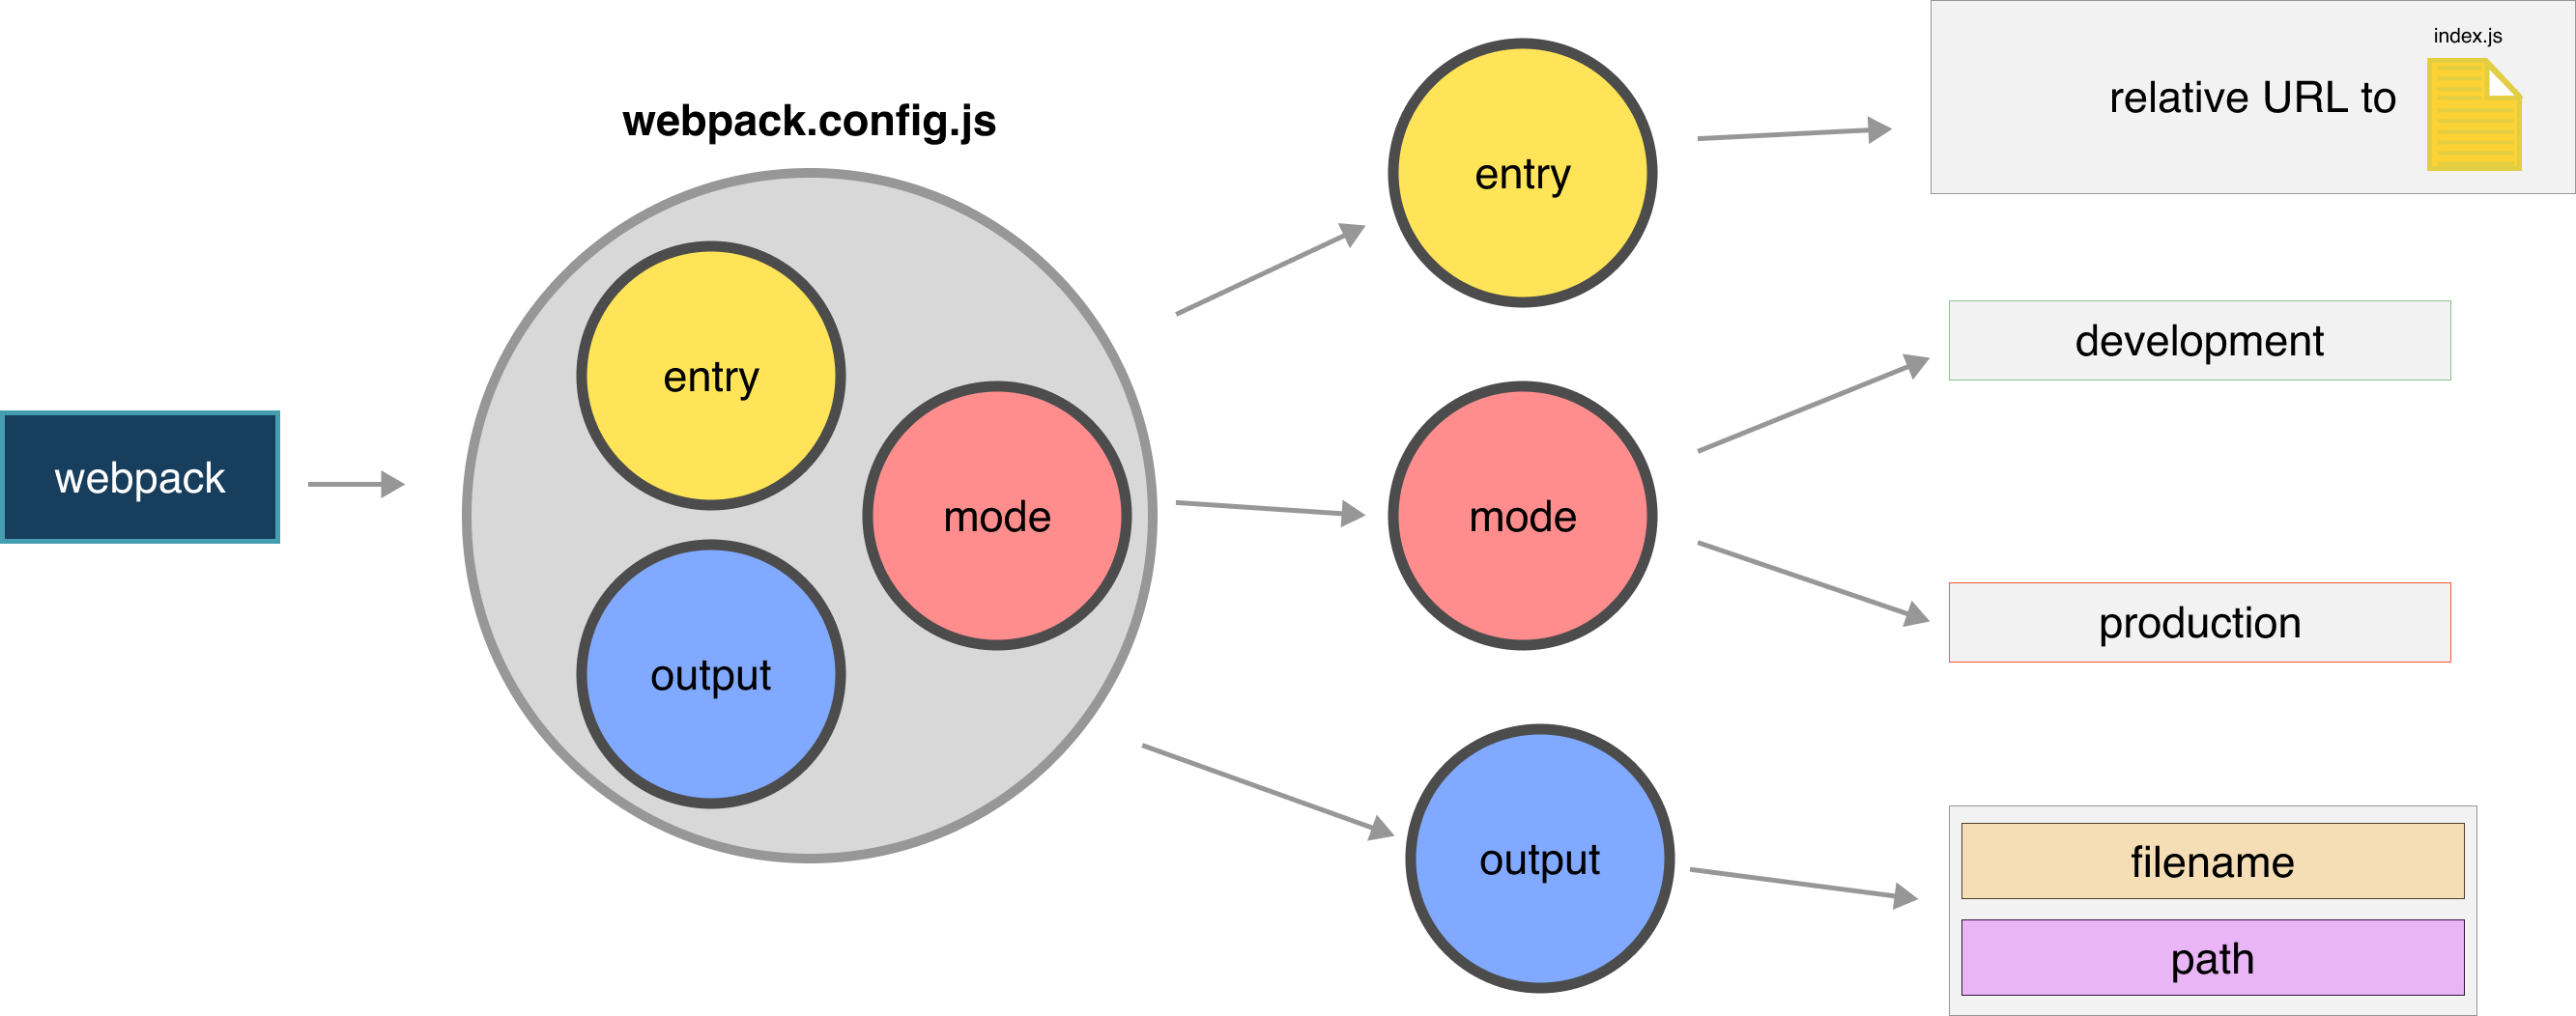 webpack
webpack.config.js
entry
mode
output
entry
mode
output
index.js
relative URL to
development
production
filename
path